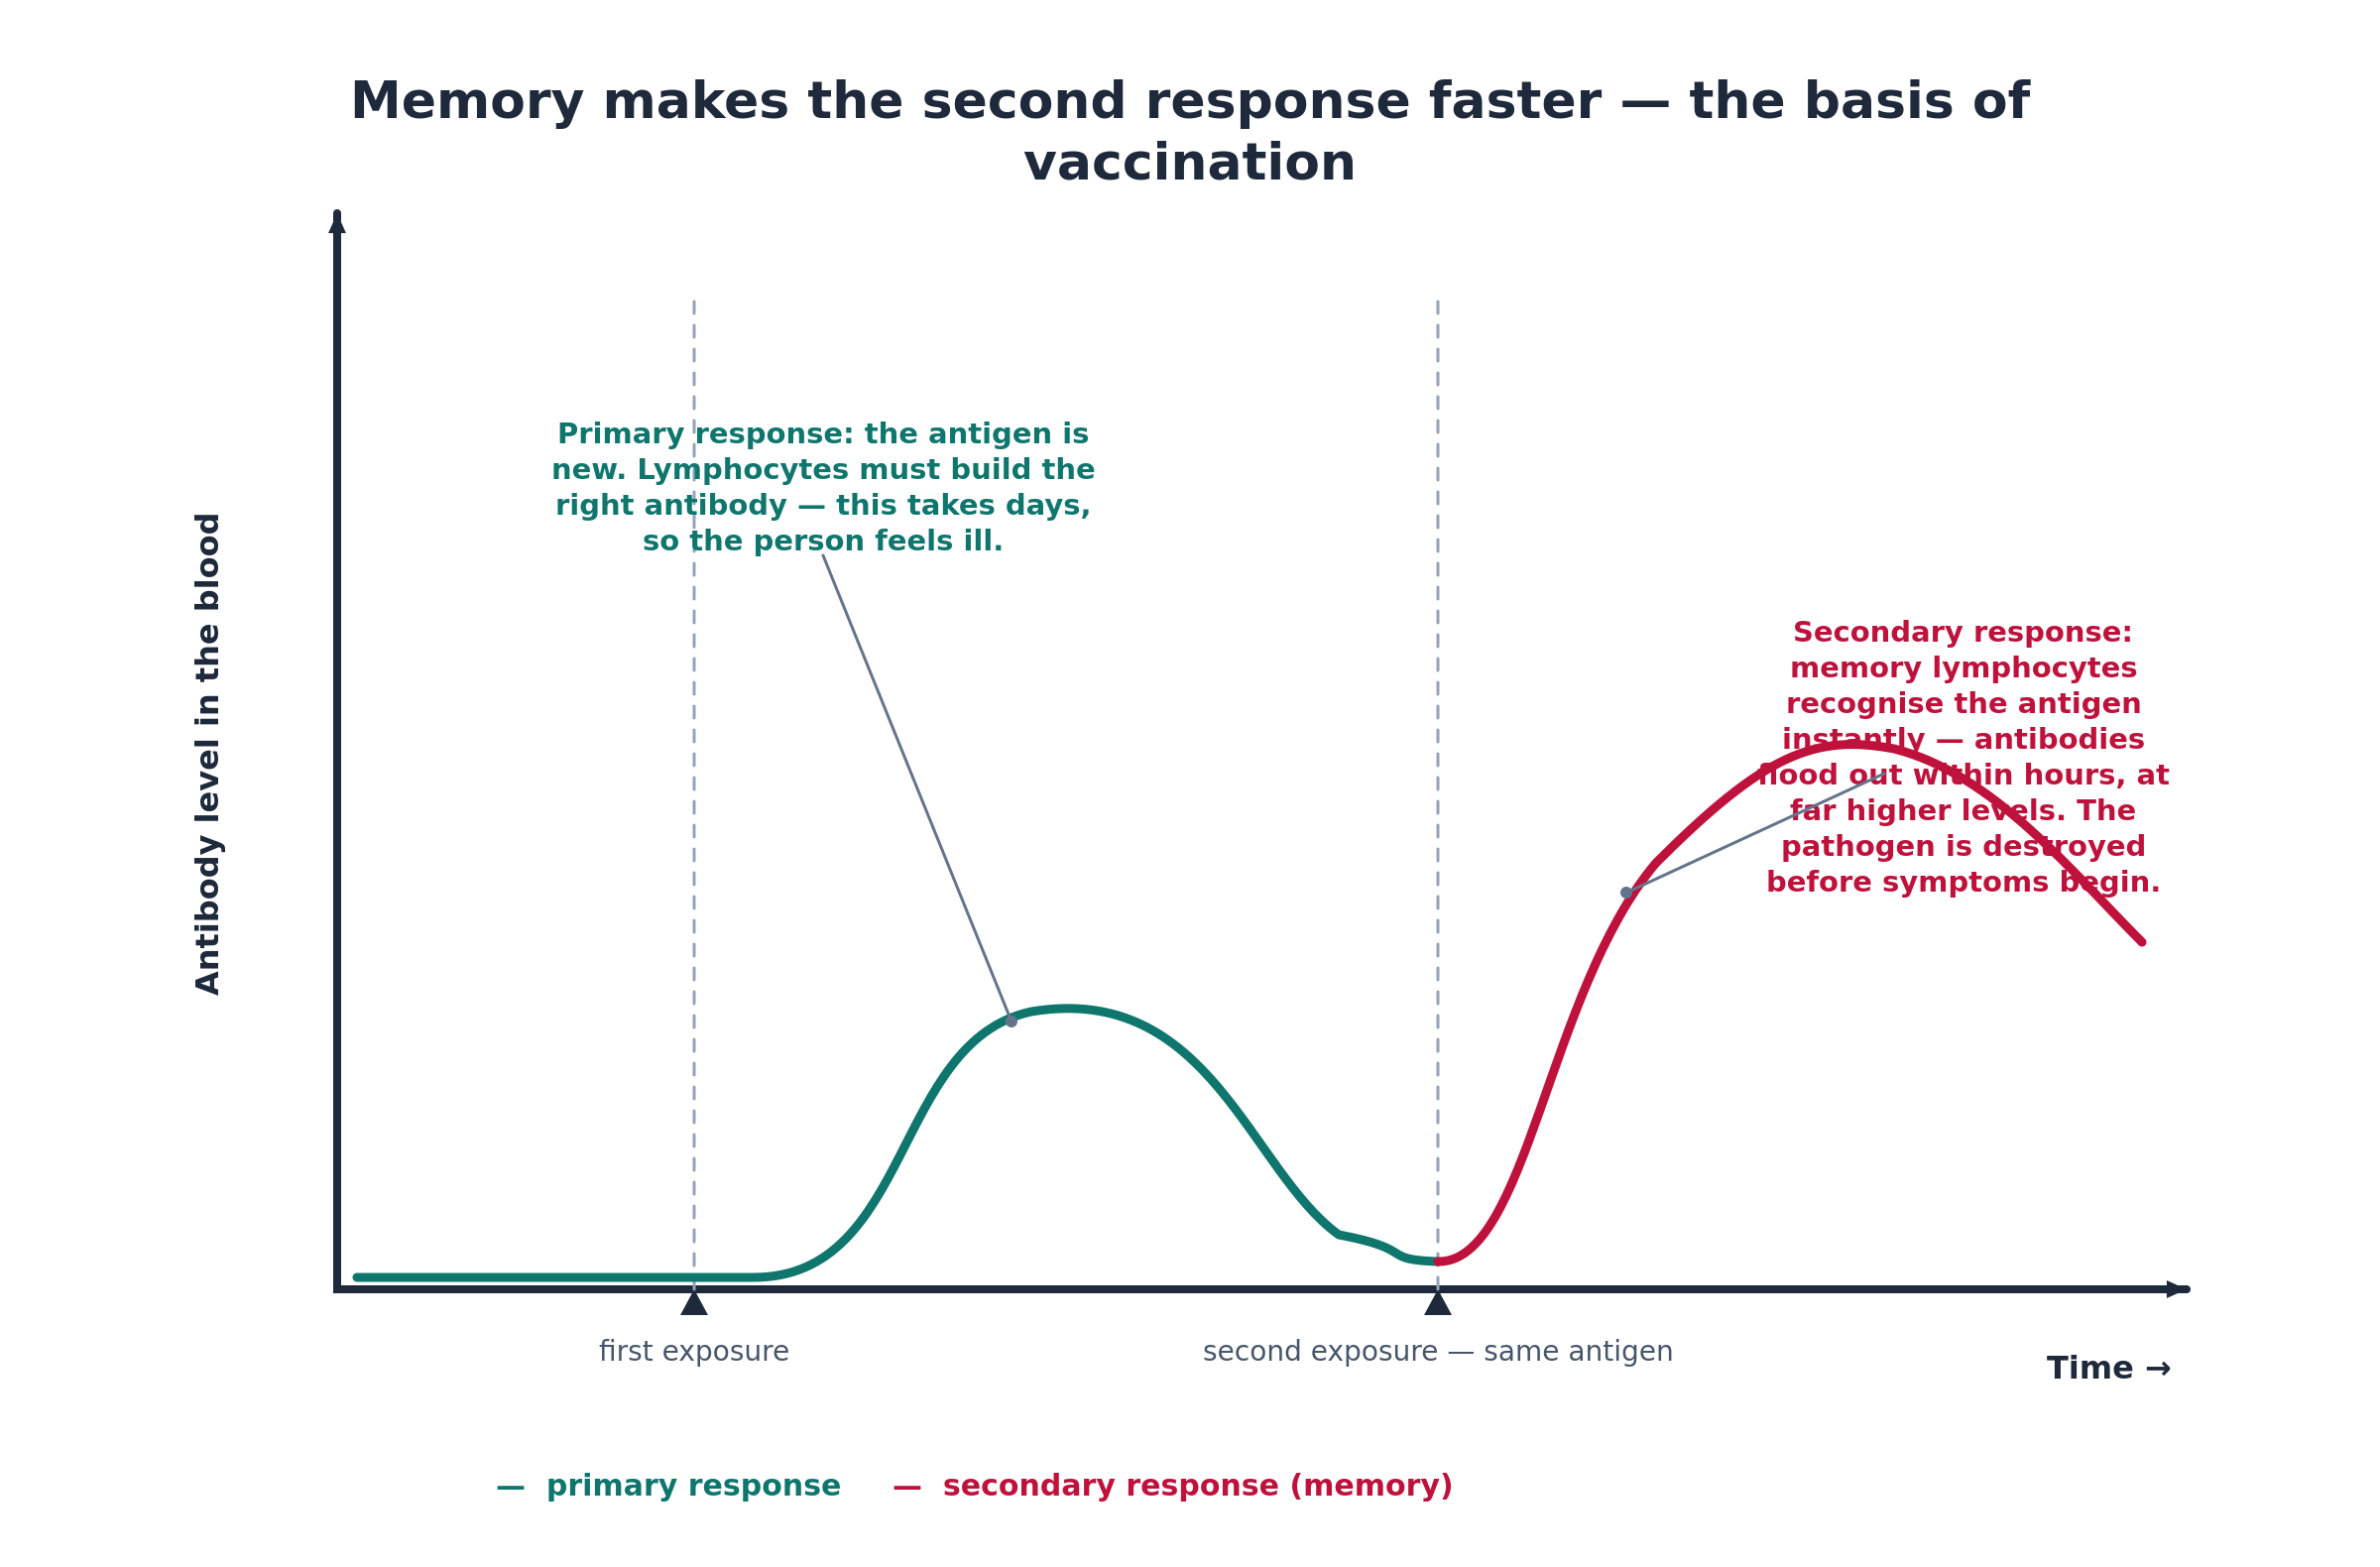 Memory makes the second response faster — the basis of
vaccination
Antibody level in the blood
Primary response: the antigen is
new. Lymphocytes must build the
right antibody — this takes days,
so the person feels ill.
Secondary response:
memory lymphocytes
recognise the antigen
instantly — antibodies
flood out within hours, at
far higher levels. The
pathogen is destroyed
before symptoms begin.
first exposure
second exposure — same antigen
Time →
— primary response
— secondary response (memory)